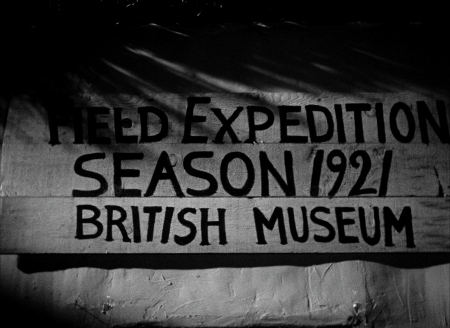 FIELD EXPEDITION
SEASON 1921
BRITISH MUSEUM